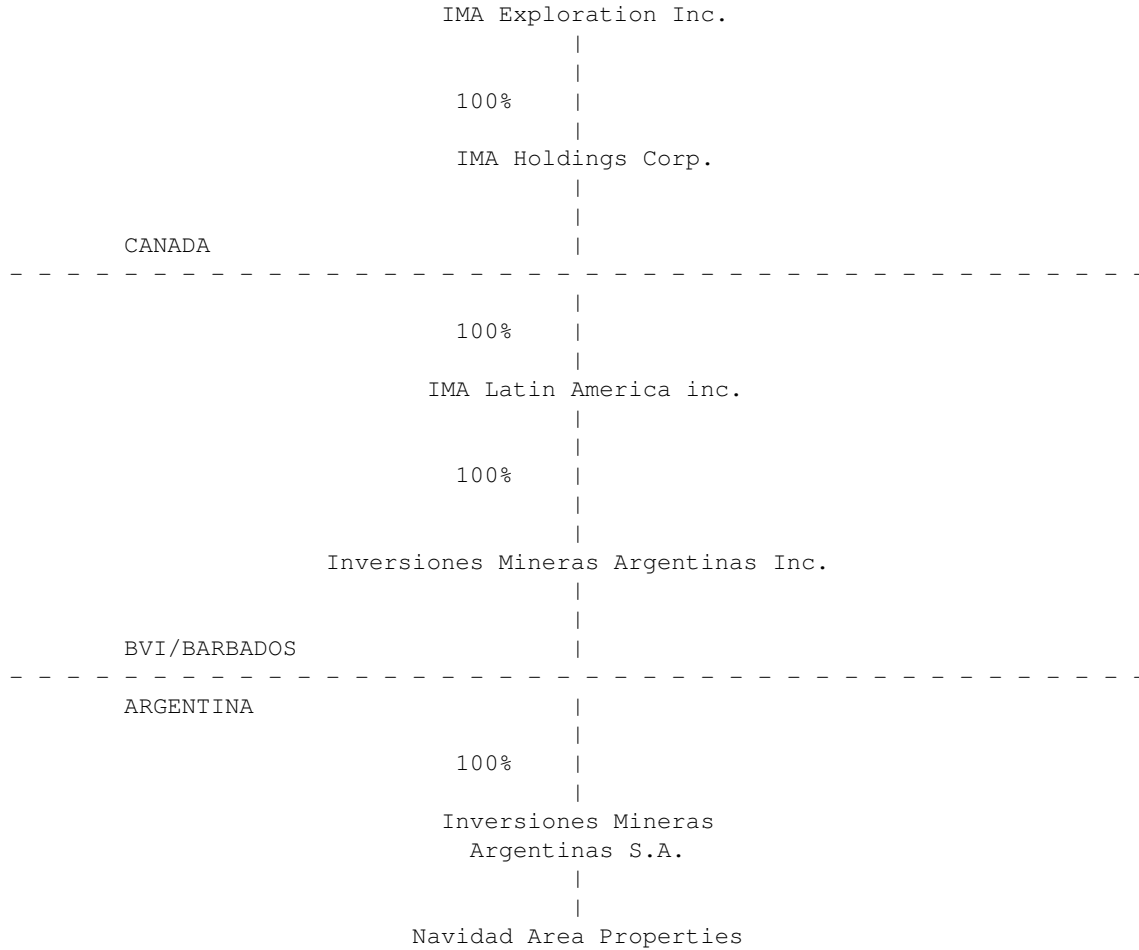 IMA Exploration Inc.
|
|
100% |
|
IMA Holdings Corp.
|
|
CANADA |
- - - - - - - - - - - - - - - - - - - - - - - - - - - - - - - - - - - - - - - -
|
100% |
|
IMA Latin America inc.
|
|
100% |
|
|
Inversiones Mineras Argentinas Inc.
|
|
BVI/BARBADOS |
- - - - - - - - - - - - - - - - - - - - - - - - - - - - - - - - - - - - - - - -
ARGENTINA |
|
100% |
|
Inversiones Mineras
Argentinas S.A.
|
|
Navidad Area Properties